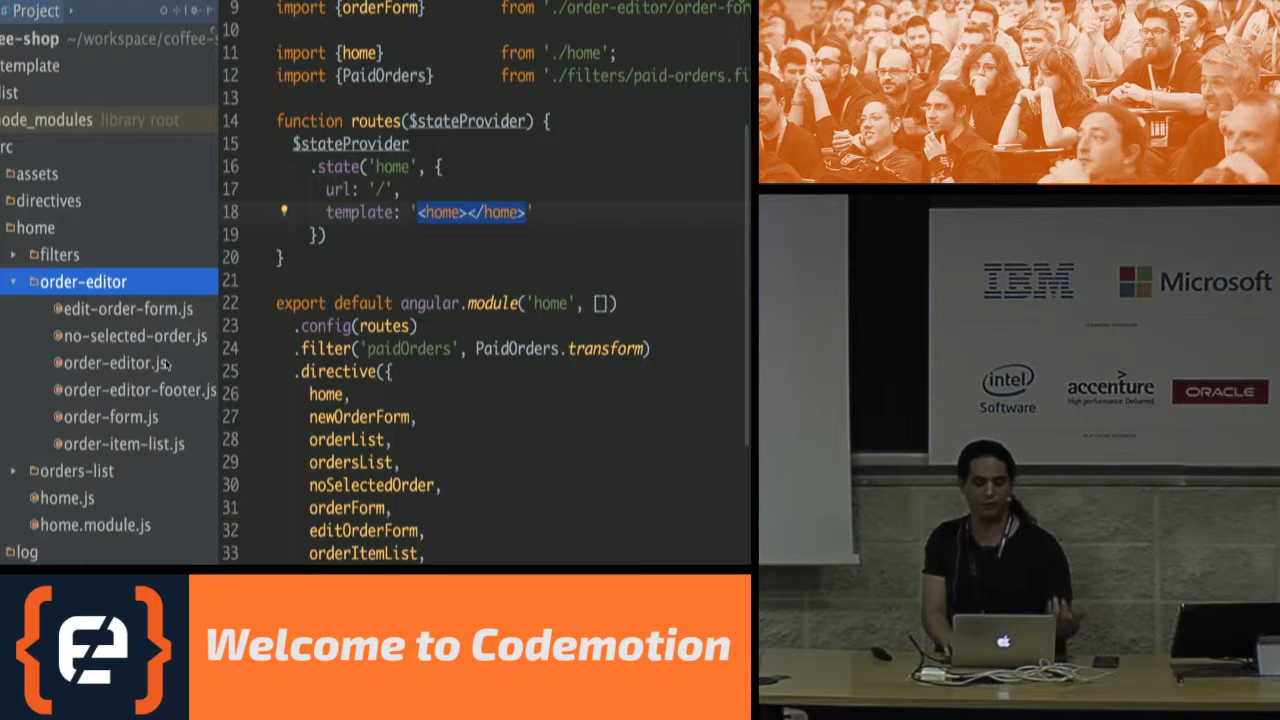 Project
ee-shop ~/workspace/coffee-s
template
list
node_modules library root
rc
assets
directives
home
filters
order-editor
edit-order-form.js
no-selected-order.js
order-editor.js
order-editor-footer.js
order-form.js
order-item-list.js
orders-list
home.js
home.module.js
log
9 import {orderForm} from './order-editor/order-fo
10
11 import {home} from './home';
12 import {PaidOrders} from './filters/paid-orders.fi
13
14 function routes($stateProvider) {
15 $stateProvider
16 .state('home', {
17 url: '/',
18 template: '<home></home>'
19 })
20 }
21
22 export default angular.module('home', [])
23 .config(routes)
24 .filter('paidOrders', PaidOrders.transform)
25 .directive({
26 home,
27 newOrderForm,
28 orderList,
29 ordersList,
30 noSelectedOrder,
31 orderForm,
32 editOrderForm,
33 orderItemList,
IBM
Microsoft
intel
Software
accenture
High performance. Delivered.
ORACLE
Welcome to Codemotion